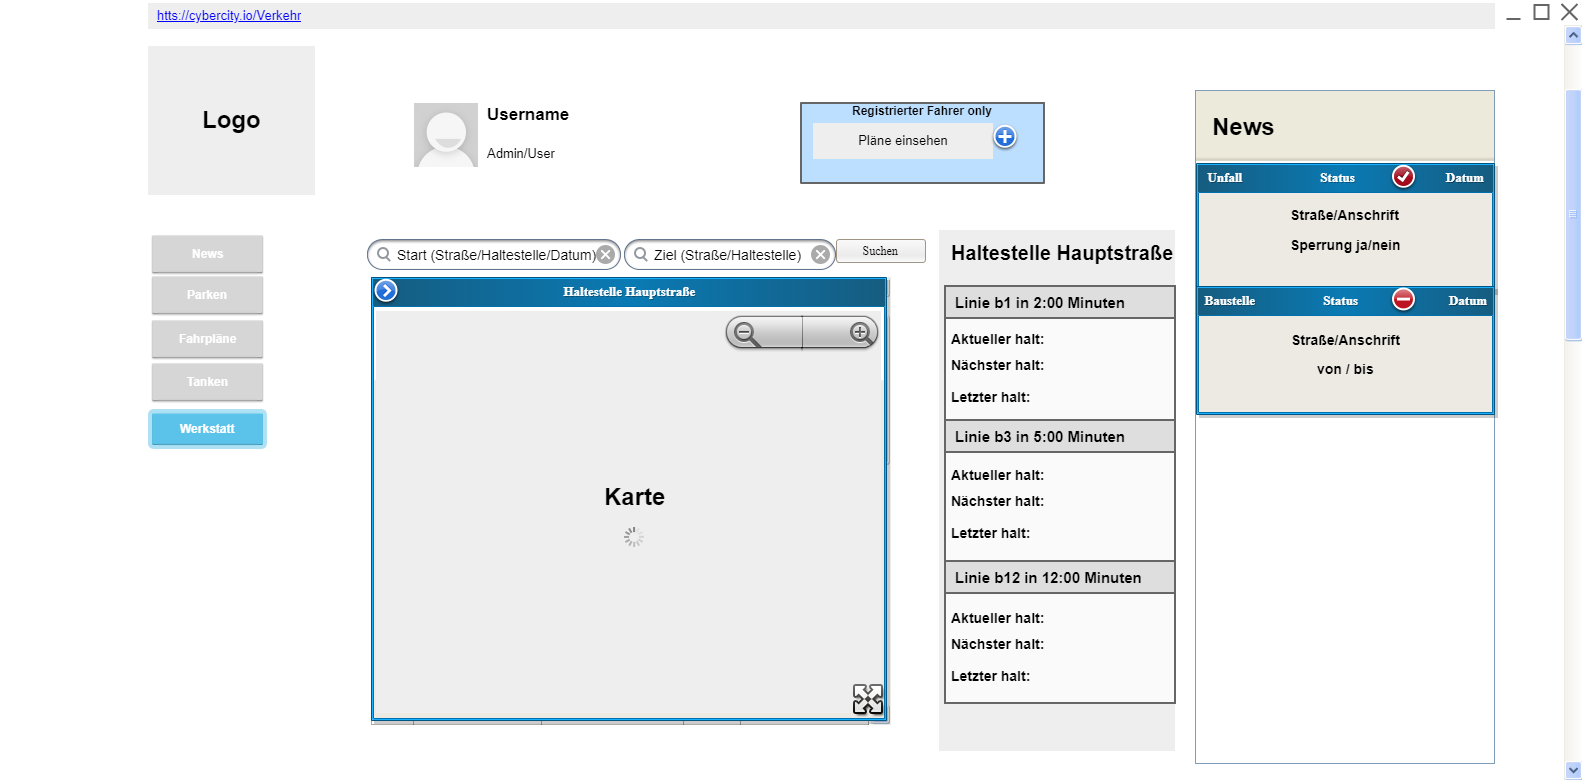 htts://cybercity.io/Verkehr
Logo
Username
Admin/User
Registrierter Fahrer only
Pläne einsehen
News
Parken
Fahrpläne
Tanken
Werkstatt
Start (Straße/Haltestelle/Datum)
Ziel (Straße/Haltestelle)
Suchen
Haltestelle Hauptstraße
Karte
Haltestelle Hauptstraße
Linie b1 in 2:00 Minuten
Aktueller halt:
Nächster halt:
Letzter halt:
Linie b3 in 5:00 Minuten
Aktueller halt:
Nächster halt:
Letzter halt:
Linie b12 in 12:00 Minuten
Aktueller halt:
Nächster halt:
Letzter halt:
News
Unfall Status Datum
Straße/Anschrift
Sperrung ja/nein
Baustelle Status Datum
Straße/Anschrift
von / bis